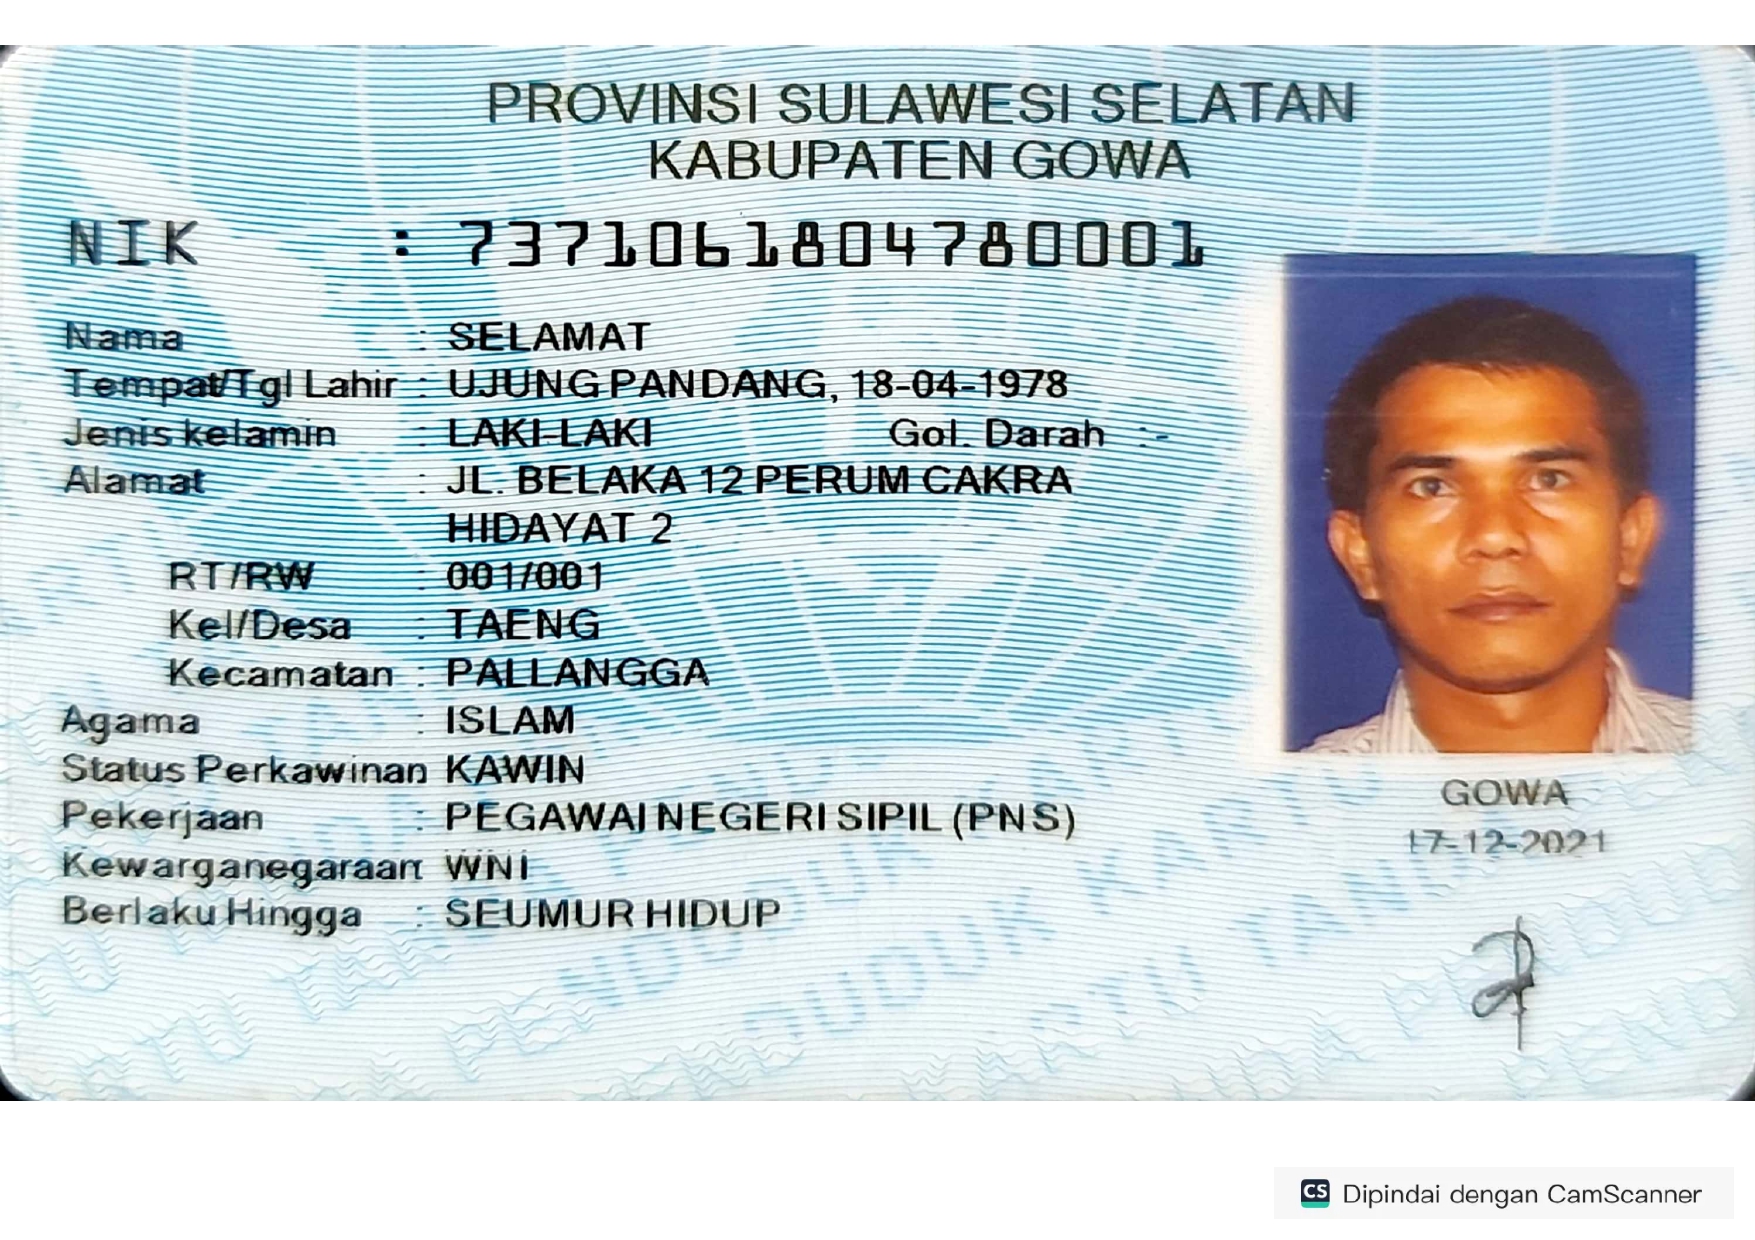 PROVINSI SULAWESI SELATAN
KABUPATEN GOWA
NIK : 7371061804780001
Nama : SELAMAT
Tempat/Tgl Lahir : UJUNG PANDANG, 18-04-1978
Jenis kelamin : LAKI-LAKI Gol. Darah : -
Alamat : JL. BELAKA 12 PERUM CAKRA
HIDAYAT 2
RT/RW : 001/001
Kel/Desa : TAENG
Kecamatan : PALLANGGA
Agama : ISLAM
Status Perkawinan KAWIN
Pekerjaan : PEGAWAI NEGERI SIPIL (PNS)
Kewarganegaraan WNI
Berlaku Hingga : SEUMUR HIDUP
GOWA
17-12-2021
CS Dipindai dengan CamScanner